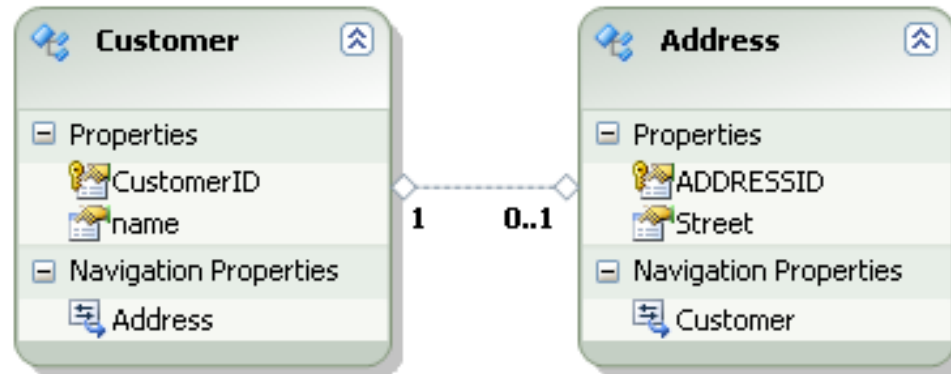 Customer
Properties
CustomerID
name
Navigation Properties
Address
1
0..1
Address
Properties
ADDRESSID
Street
Navigation Properties
Customer